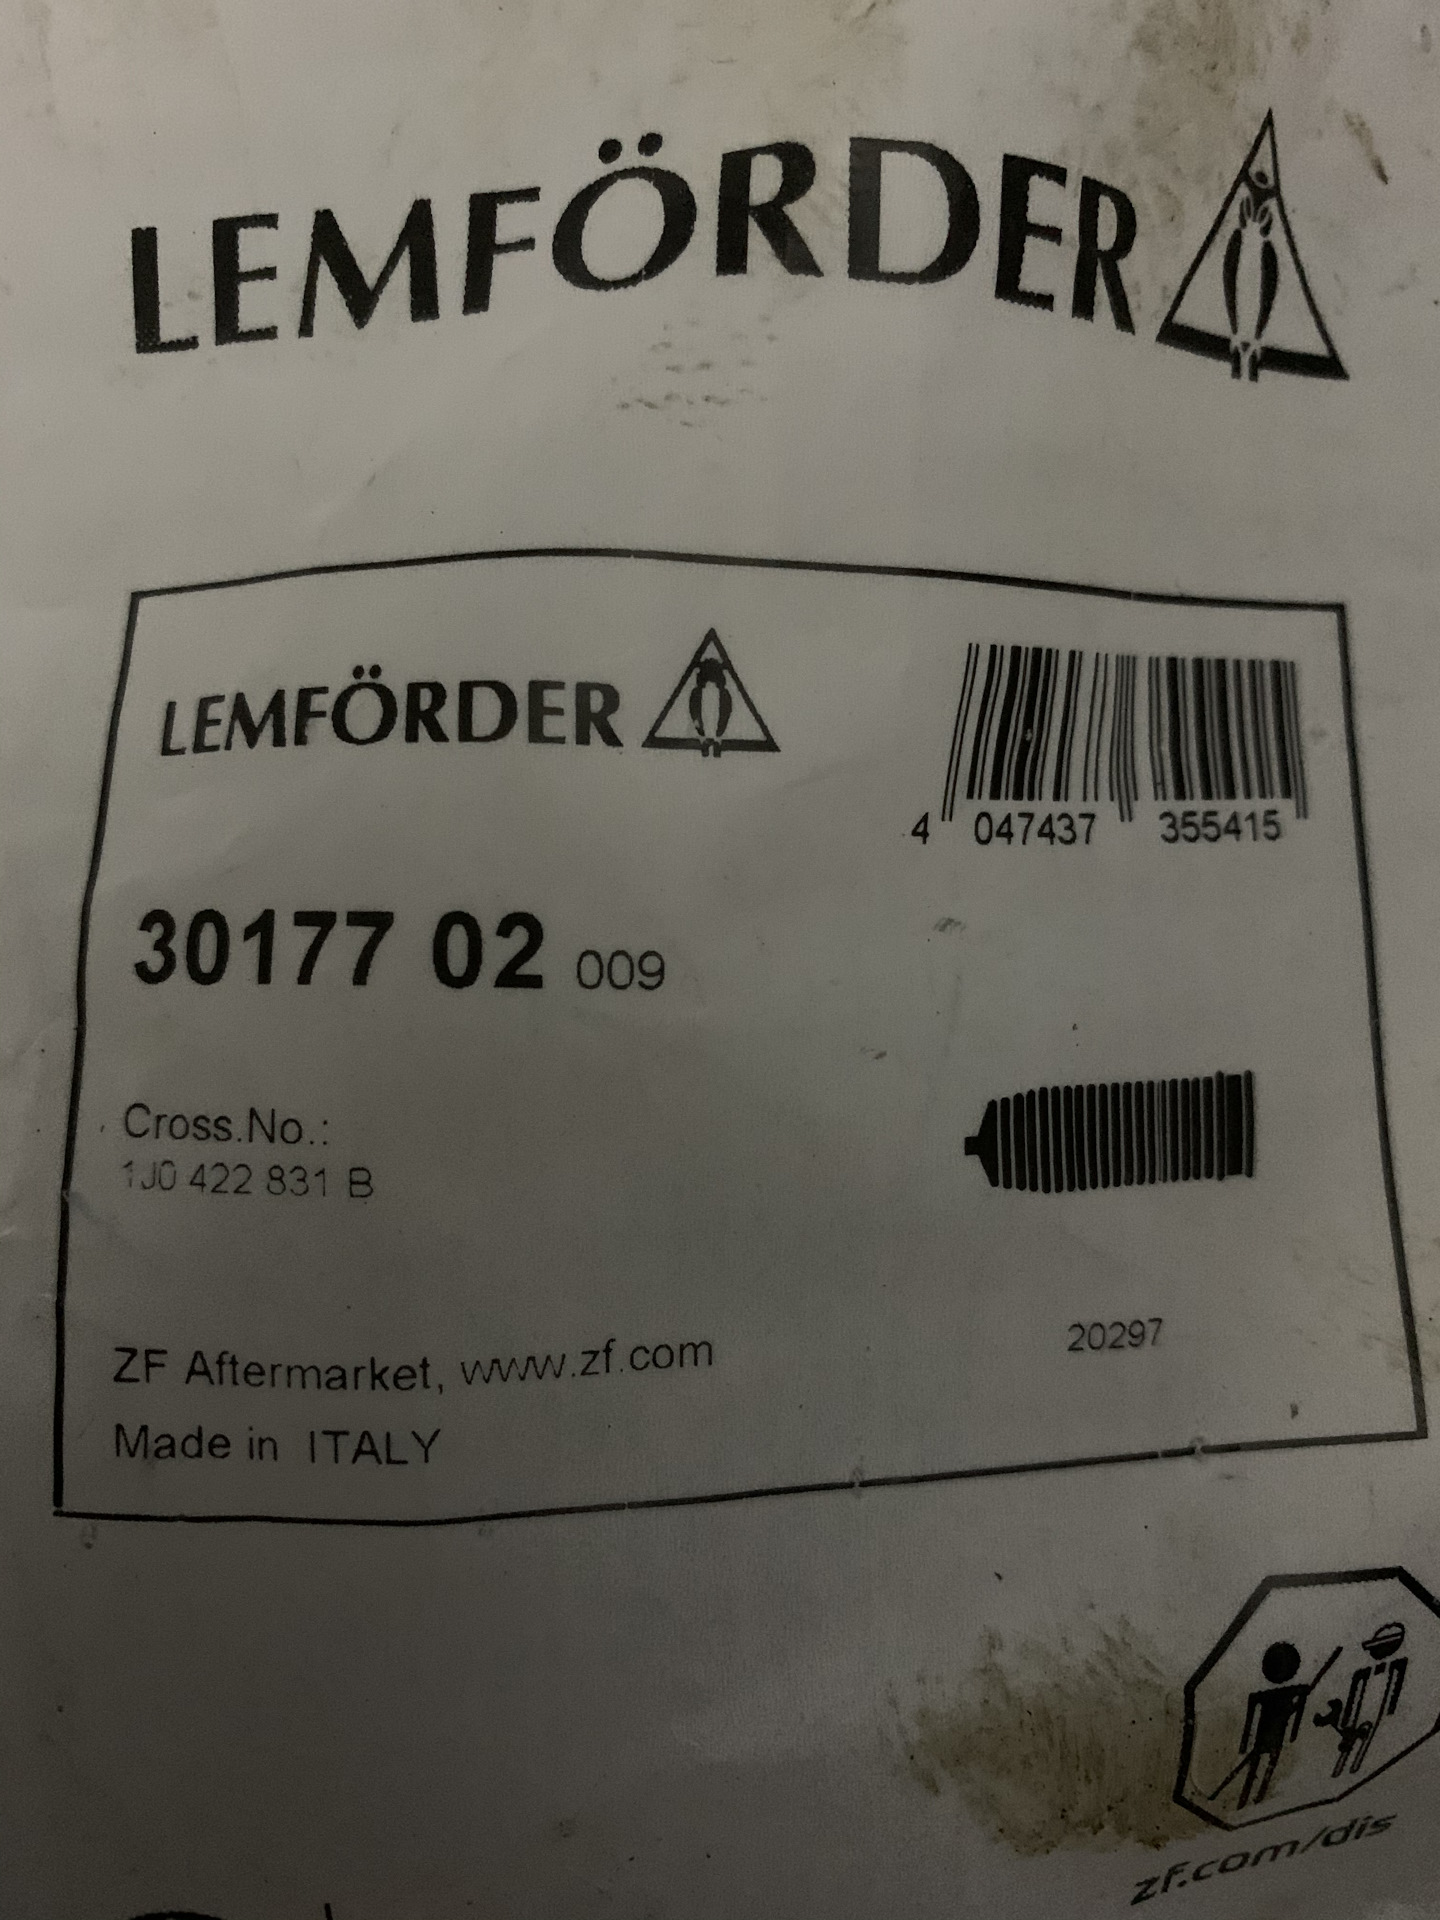 LEMFÖRDER
LEMFÖRDER
4 047437 355415
30177 02 009
Cross.No.:
1J0 422 831 B
20297
ZF Aftermarket, www.zf.com
Made in ITALY
zf.com/dis